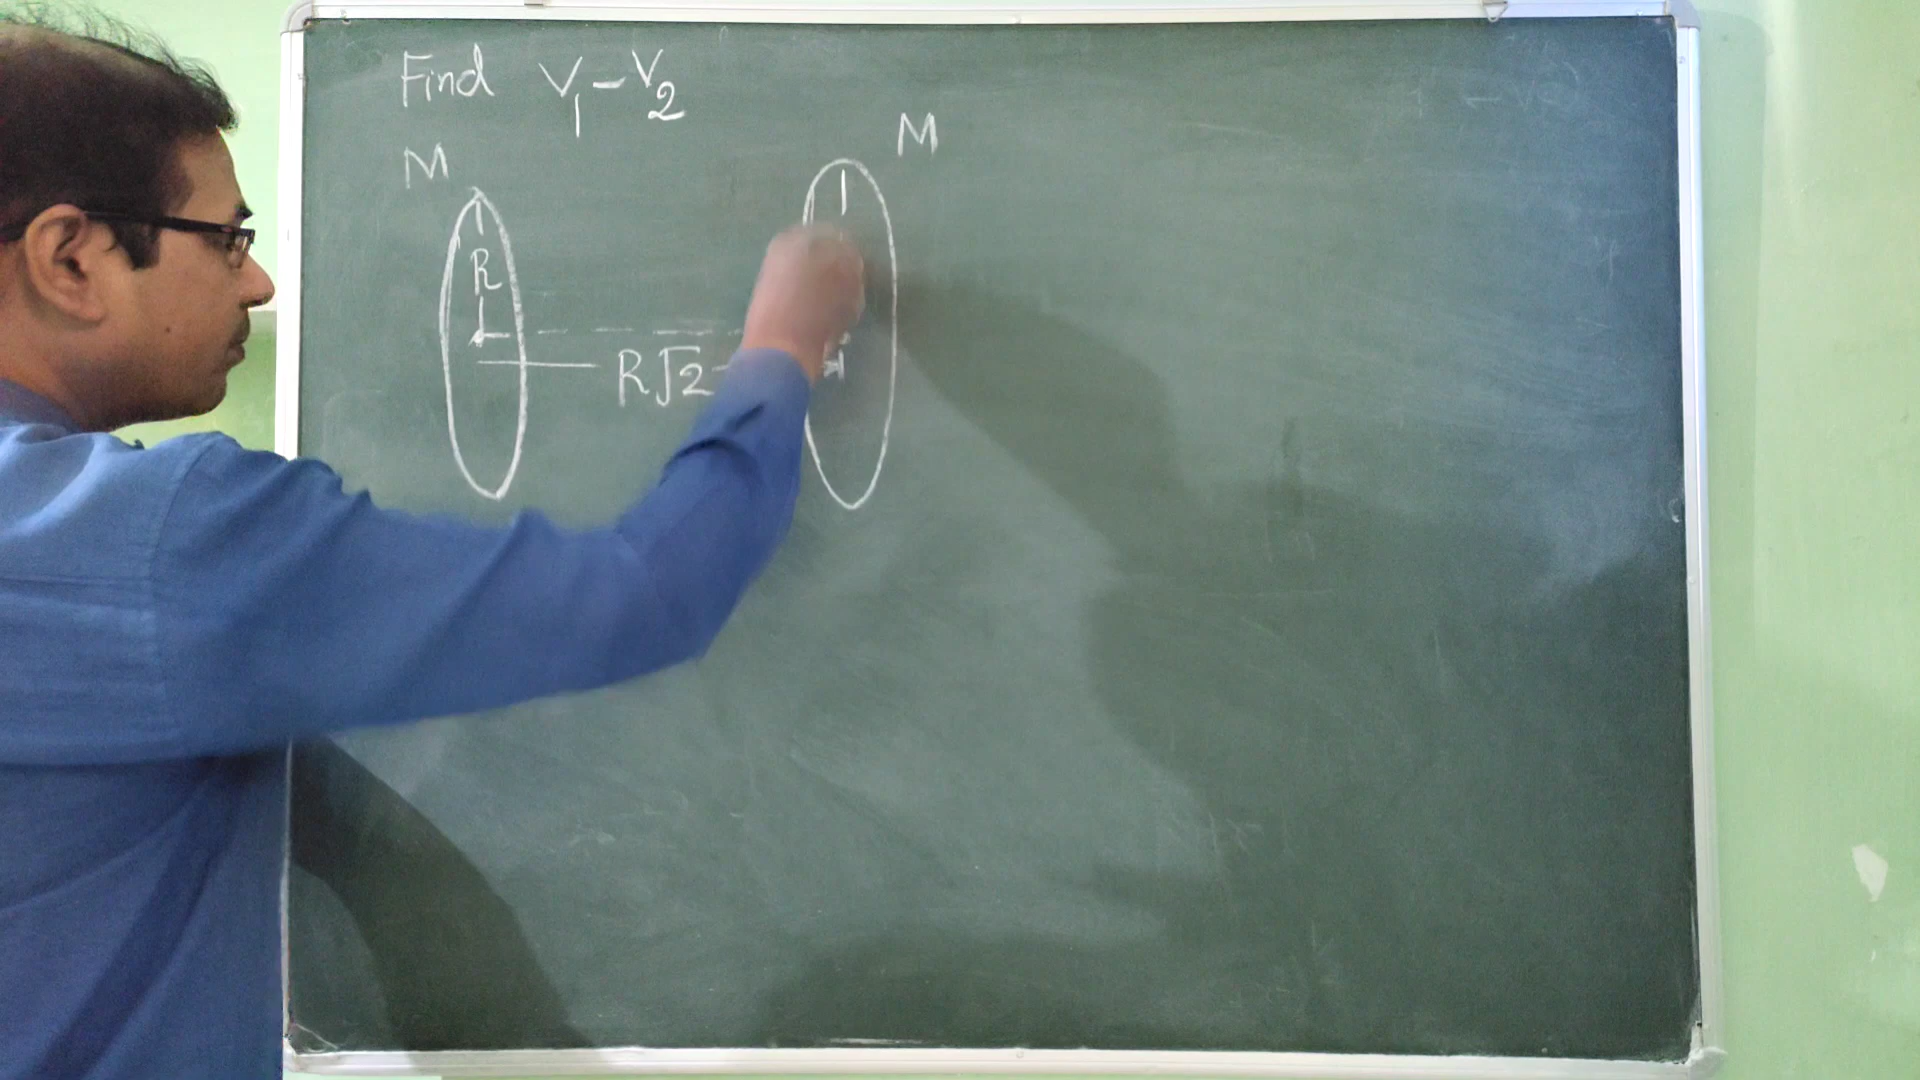 Find V₁ - V₂
M M
R
R√2